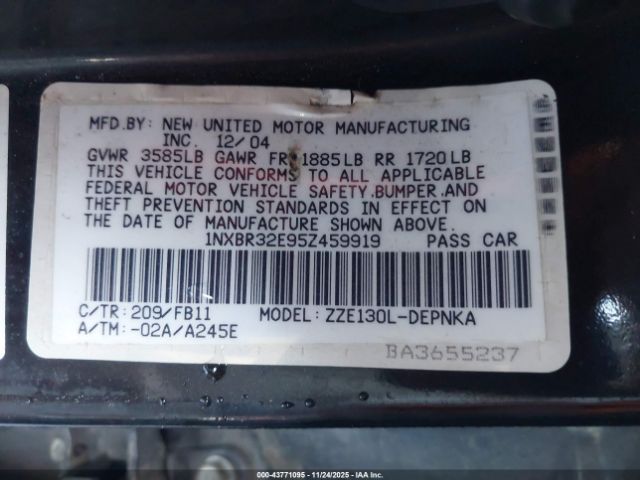 MFD.BY: NEW UNITED MOTOR MANUFACTURING
INC. 12/04
GVWR 3585LB GAWR FR 1885LB RR 1720LB
THIS VEHICLE CONFORMS TO ALL APPLICABLE
FEDERAL MOTOR VEHICLE SAFETY.BUMPER.AND
THEFT PREVENTION STANDARDS IN EFFECT ON
THE DATE OF MANUFACTURE SHOWN ABOVE.
1NXBR32E95Z459919 PASS CAR
C/TR: 209/FB11 MODEL: ZZE130L-DEPNKA
A/TM: -02A/A245E
BA3655237
000-43771095 - 11/24/2025 - IAA Inc.